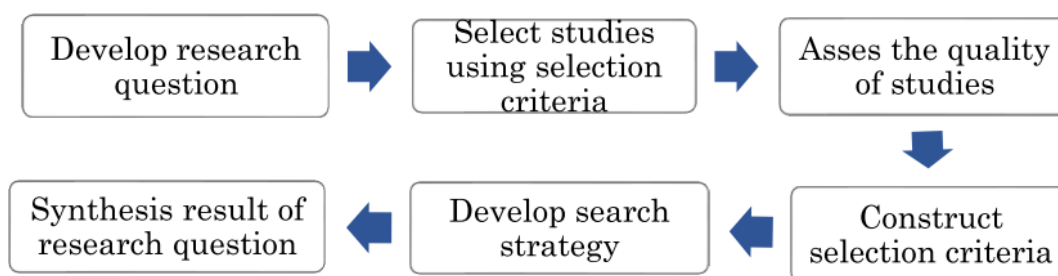 Develop research
question
Select studies
using selection
criteria
Asses the quality
of studies
Construct
selection criteria
Develop search
strategy
Synthesis result of
research question